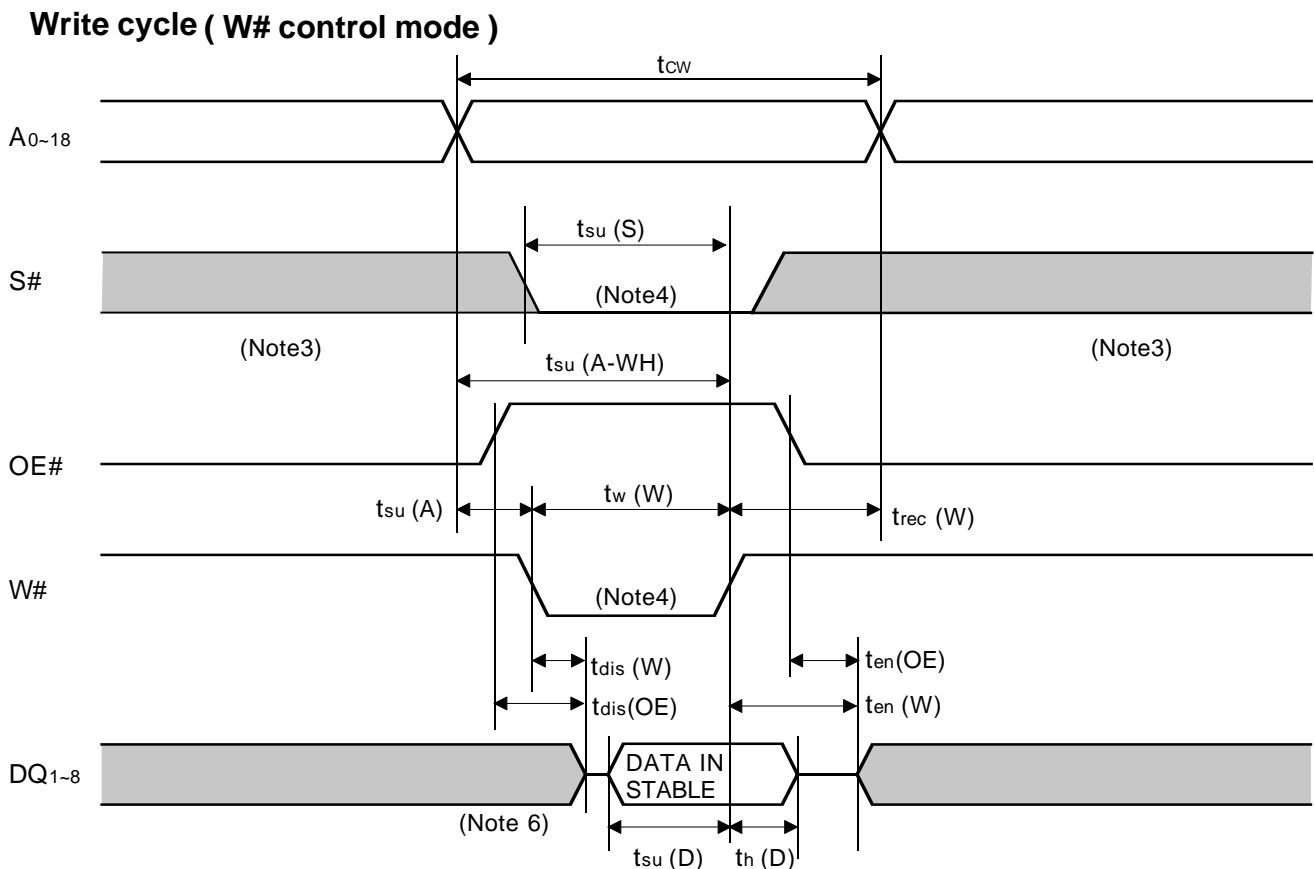 Write cycle ( W# control mode )
tCW
A0~18
tsu (S)
S#
(Note4)
(Note3)
(Note3)
tsu (A-WH)
OE#
tsu (A)
tw (W)
trec (W)
W#
(Note4)
tdis (W)
ten(OE)
tdis(OE)
ten (W)
DQ1~8
DATA IN
STABLE
(Note 6)
tsu (D)
th (D)